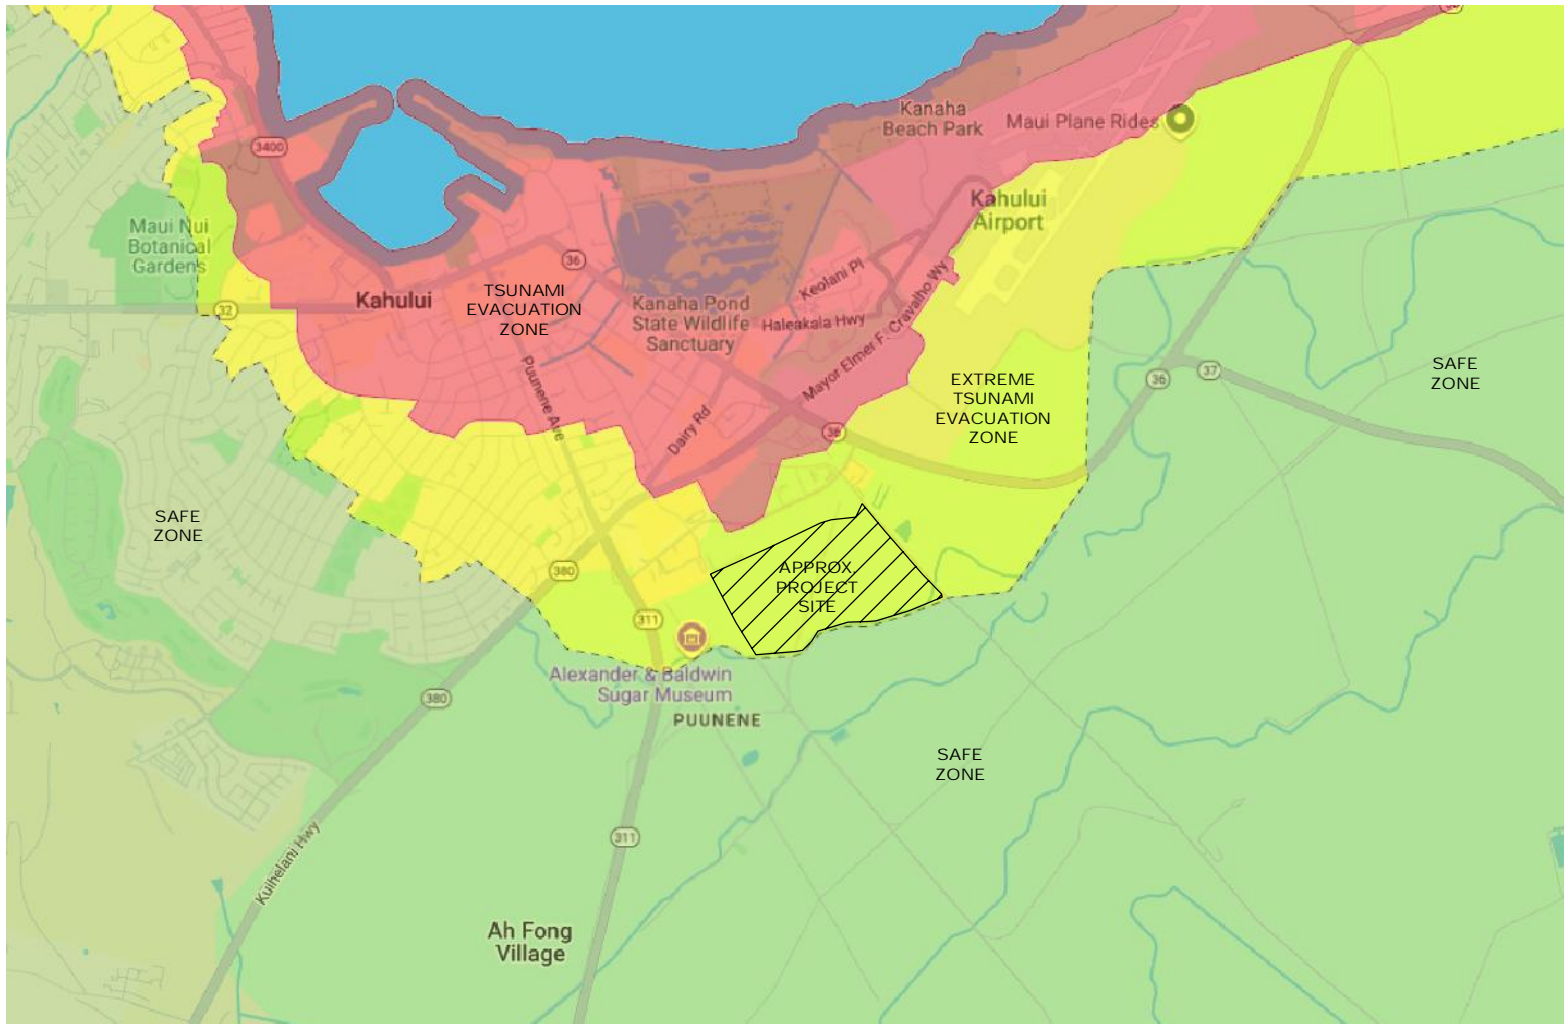 Kanaha
Beach Park
Maui Plane Rides
3400
Kahului
Airport
Maui Nui
Botanical
Gardens
36
Keolani Pl
TSUNAMI
EVACUATION
ZONE
Kahului
32
Kanaha Pond
State Wildlife
Sanctuary
Haleakala Hwy
Mayor Elmer F. Cravalho Wy
Puunene Ave
Dairy Rd
36
EXTREME
TSUNAMI
EVACUATION
ZONE
36
37
SAFE
ZONE
SAFE
ZONE
380
APPROX.
PROJECT
SITE
311
Alexander & Baldwin
Sugar Museum
PUUNENE
380
SAFE
ZONE
311
Kuihelani Hwy
Ah Fong
Village